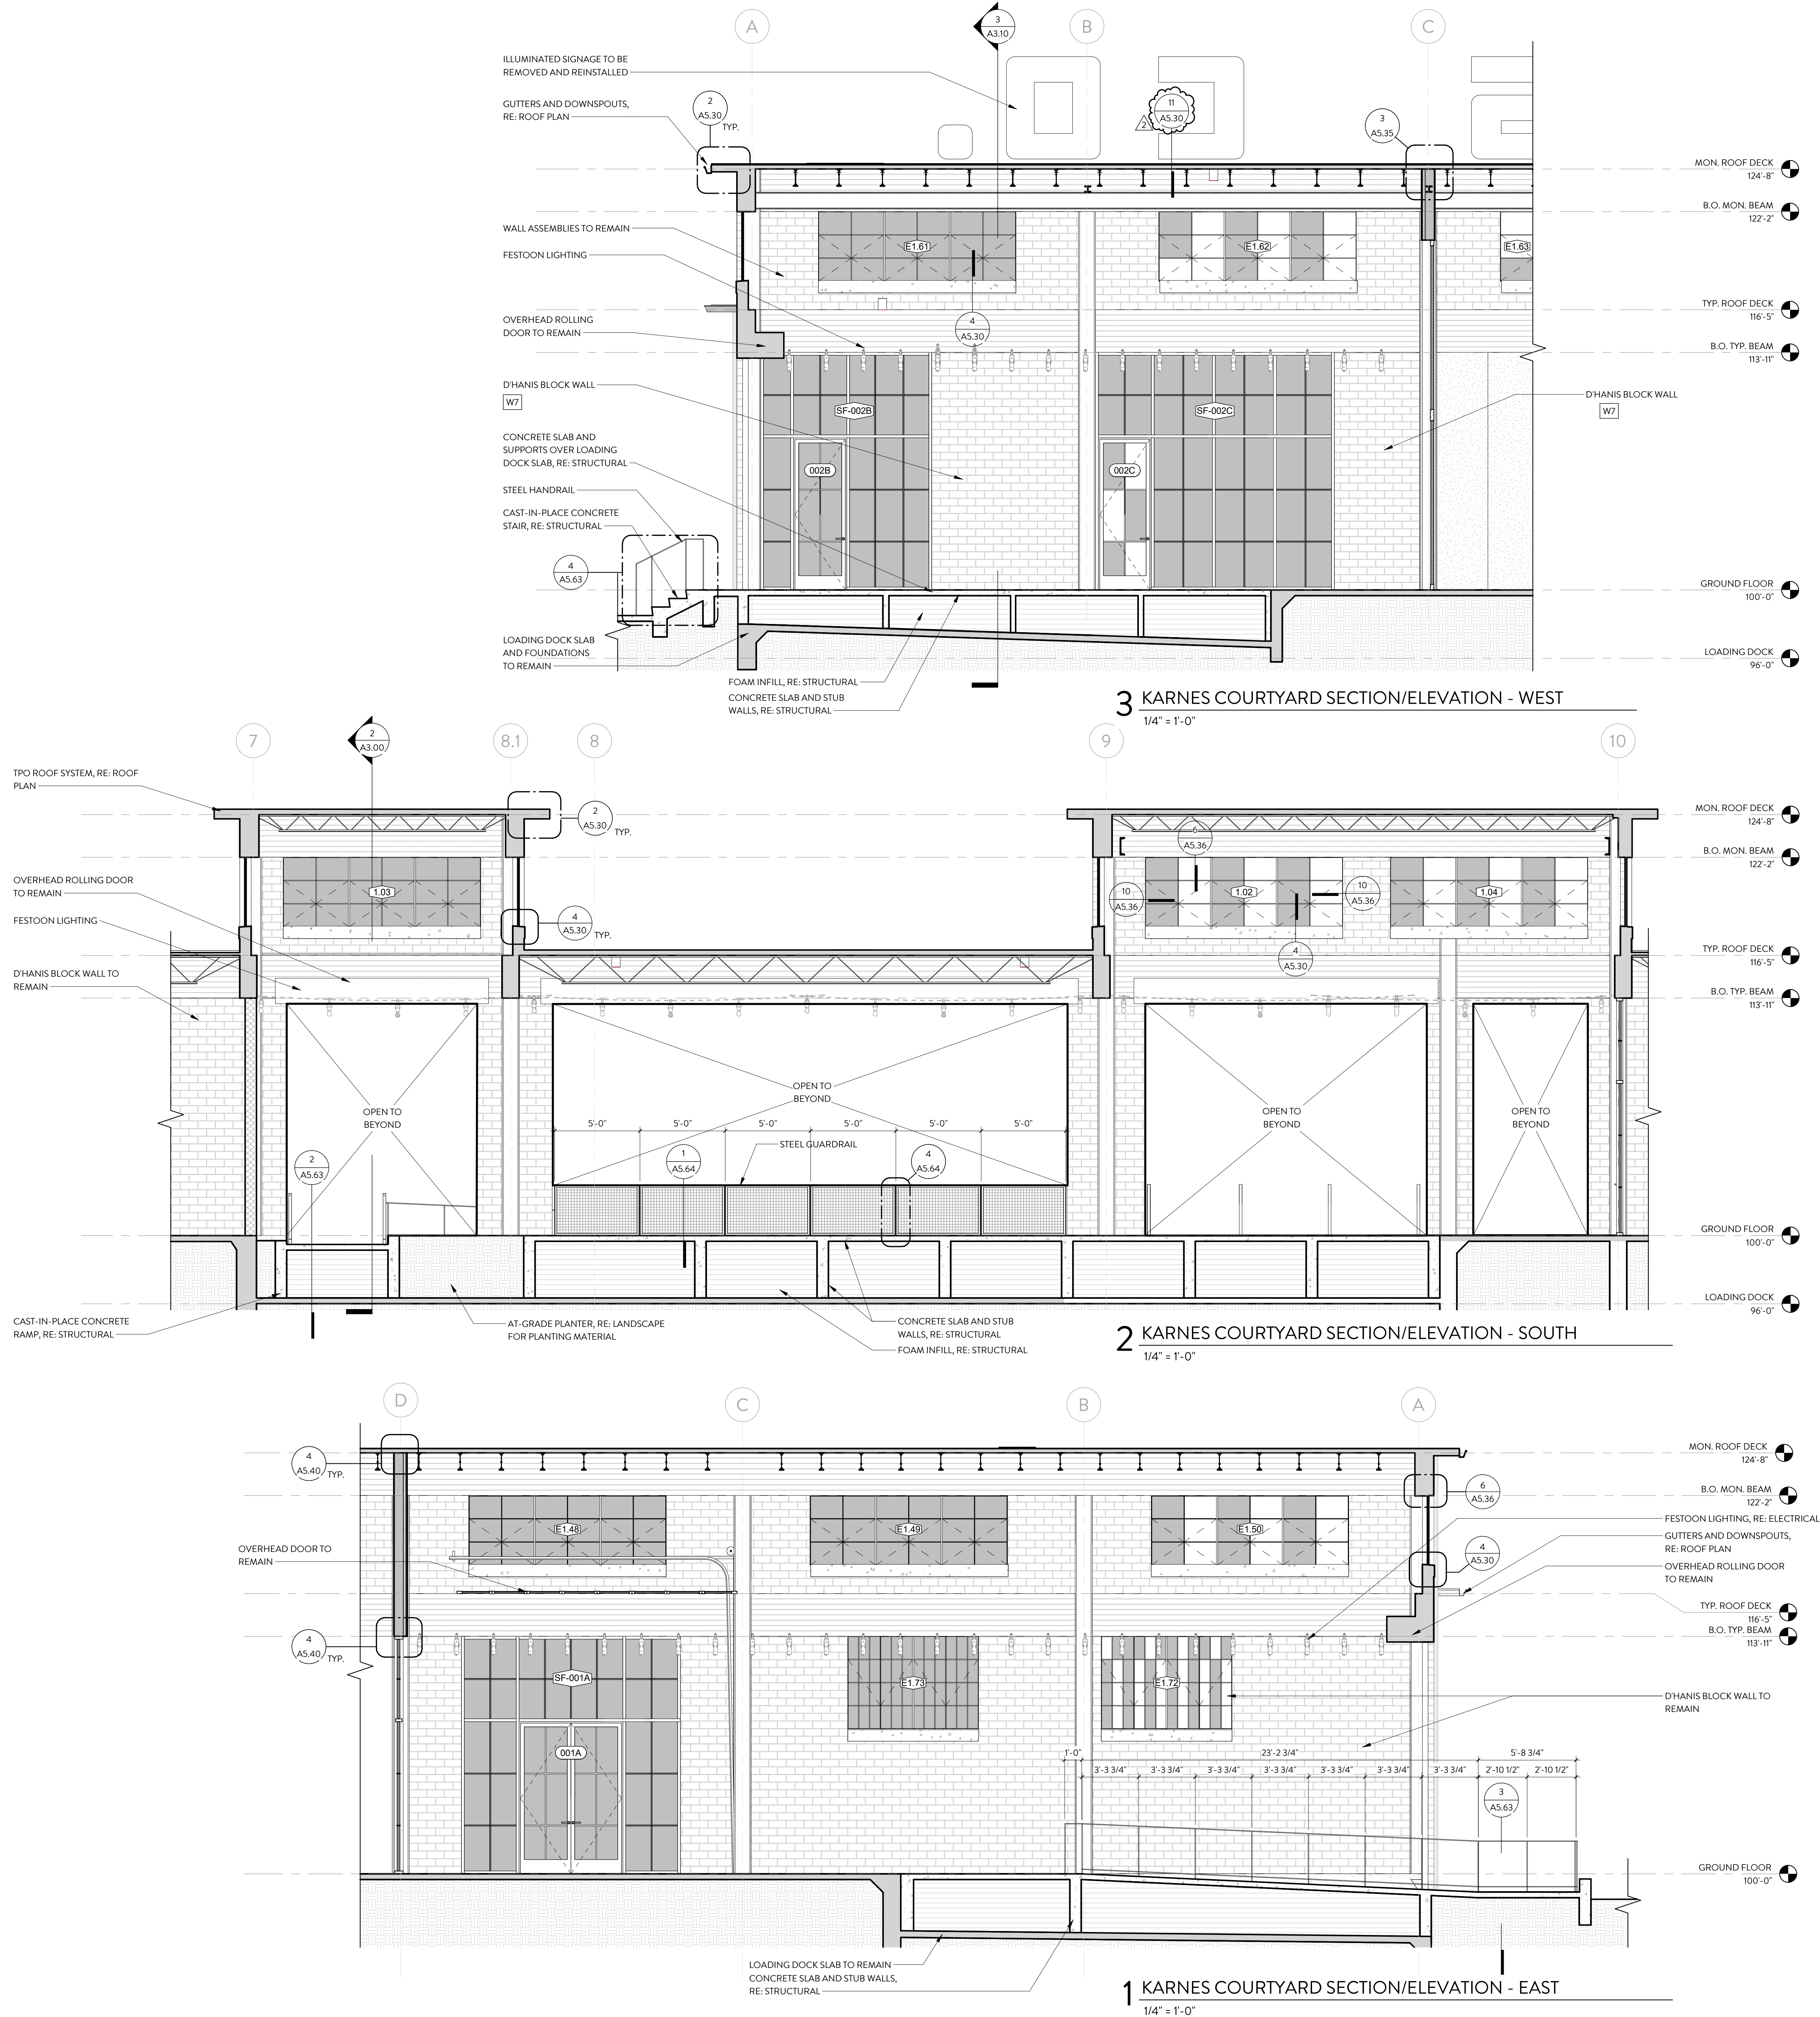 A
3
A3.10
B
C
ILLUMINATED SIGNAGE TO BE
REMOVED AND REINSTALLED
GUTTERS AND DOWNSPOUTS,
RE: ROOF PLAN
2
A5.30
TYP.
2
11
A5.30
3
A5.35
MON. ROOF DECK
124'-8"
B.O. MON. BEAM
122'-2"
WALL ASSEMBLIES TO REMAIN
FESTOON LIGHTING
E1.61
E1.62
E1.63
TYP. ROOF DECK
116'-5"
OVERHEAD ROLLING
DOOR TO REMAIN
4
A5.30
B.O. TYP. BEAM
113'-11"
D'HANIS BLOCK WALL
W7
SF-002B
SF-002C
D'HANIS BLOCK WALL
W7
CONCRETE SLAB AND
SUPPORTS OVER LOADING
DOCK SLAB, RE: STRUCTURAL
002B
002C
STEEL HANDRAIL
CAST-IN-PLACE CONCRETE
STAIR, RE: STRUCTURAL
4
A5.63
GROUND FLOOR
100'-0"
LOADING DOCK SLAB
AND FOUNDATIONS
TO REMAIN
LOADING DOCK
96'-0"
FOAM INFILL, RE: STRUCTURAL
CONCRETE SLAB AND STUB
WALLS, RE: STRUCTURAL
3 KARNES COURTYARD SECTION/ELEVATION - WEST
1/4" = 1'-0"
7
2
A3.00
8.1
8
9
10
TPO ROOF SYSTEM, RE: ROOF
PLAN
2
A5.30
TYP.
MON. ROOF DECK
124'-8"
6
A5.36
B.O. MON. BEAM
122'-2"
OVERHEAD ROLLING DOOR
TO REMAIN
1.03
10
A5.36
1.02
10
A5.36
1.04
FESTOON LIGHTING
4
A5.30
TYP.
4
A5.30
TYP. ROOF DECK
116'-5"
D'HANIS BLOCK WALL TO
REMAIN
B.O. TYP. BEAM
113'-11"
OPEN TO
BEYOND
OPEN TO
BEYOND
OPEN TO
BEYOND
OPEN TO
BEYOND
5'-0"
5'-0"
5'-0"
5'-0"
5'-0"
5'-0"
STEEL GUARDRAIL
2
A5.63
1
A5.64
4
A5.64
GROUND FLOOR
100'-0"
LOADING DOCK
96'-0"
CAST-IN-PLACE CONCRETE
RAMP, RE: STRUCTURAL
AT-GRADE PLANTER, RE: LANDSCAPE
FOR PLANTING MATERIAL
CONCRETE SLAB AND STUB
WALLS, RE: STRUCTURAL
FOAM INFILL, RE: STRUCTURAL
2 KARNES COURTYARD SECTION/ELEVATION - SOUTH
1/4" = 1'-0"
D
C
B
A
4
A5.40
TYP.
MON. ROOF DECK
124'-8"
6
A5.36
B.O. MON. BEAM
122'-2"
E1.48
E1.49
E1.50
FESTOON LIGHTING, RE: ELECTRICAL
GUTTERS AND DOWNSPOUTS,
RE: ROOF PLAN
OVERHEAD DOOR TO
REMAIN
4
A5.30
OVERHEAD ROLLING DOOR
TO REMAIN
TYP. ROOF DECK
116'-5"
B.O. TYP. BEAM
113'-11"
4
A5.40
TYP.
SF-001A
E1.73
E1.72
D'HANIS BLOCK WALL TO
REMAIN
001A
1'-0"
23'-2 3/4"
5'-8 3/4"
3'-3 3/4"
3'-3 3/4"
3'-3 3/4"
3'-3 3/4"
3'-3 3/4"
3'-3 3/4"
3'-3 3/4"
2'-10 1/2"
2'-10 1/2"
3
A5.63
GROUND FLOOR
100'-0"
LOADING DOCK SLAB TO REMAIN
CONCRETE SLAB AND STUB WALLS,
RE: STRUCTURAL
1 KARNES COURTYARD SECTION/ELEVATION - EAST
1/4" = 1'-0"